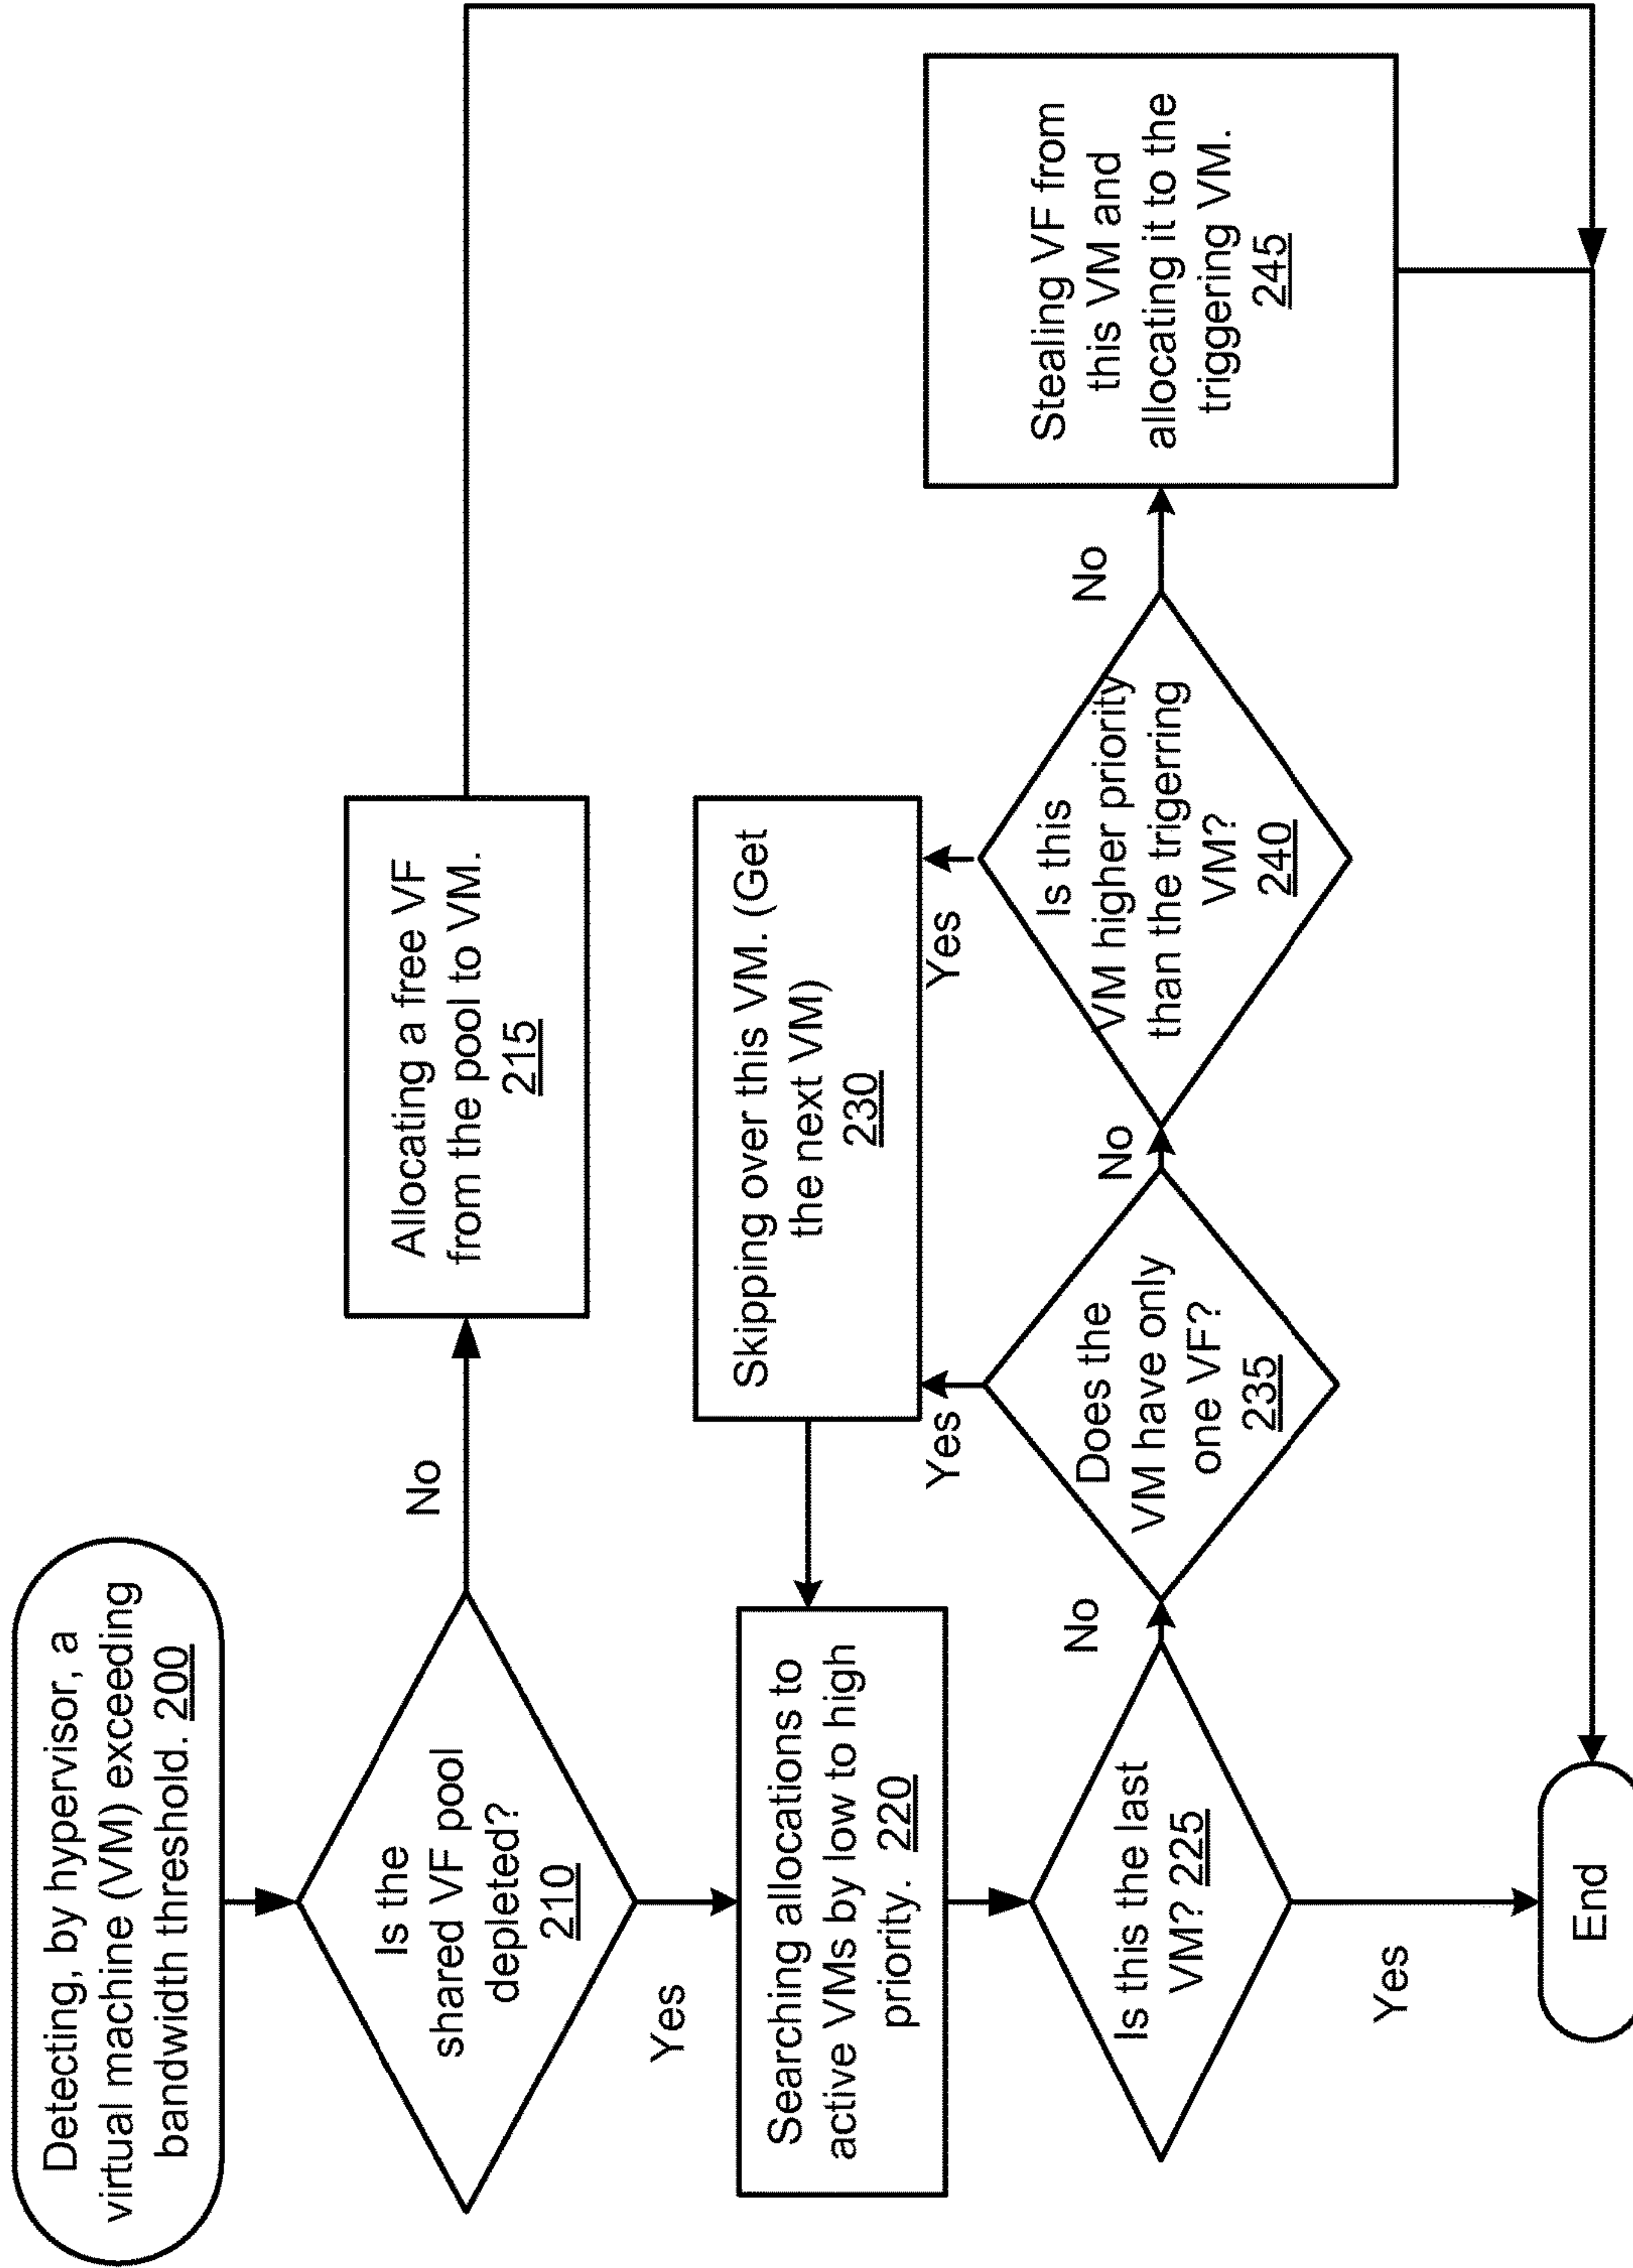 Detecting, by hypervisor, a
virtual machine (VM) exceeding
bandwidth threshold. 200
Is the
shared VF pool
depleted?
210
No
Allocating a free VF
from the pool to VM.
215
Yes
Searching allocations to
active VMs by low to high
priority. 220
Skipping over this VM. (Get
the next VM)
230
Is this the last
VM? 225
No
Yes
Does the
VM have only
one VF?
235
Yes
No
Is this
VM higher priority
than the trigerring
VM?
240
Yes
No
Stealing VF from
this VM and
allocating it to the
triggering VM.
245
End